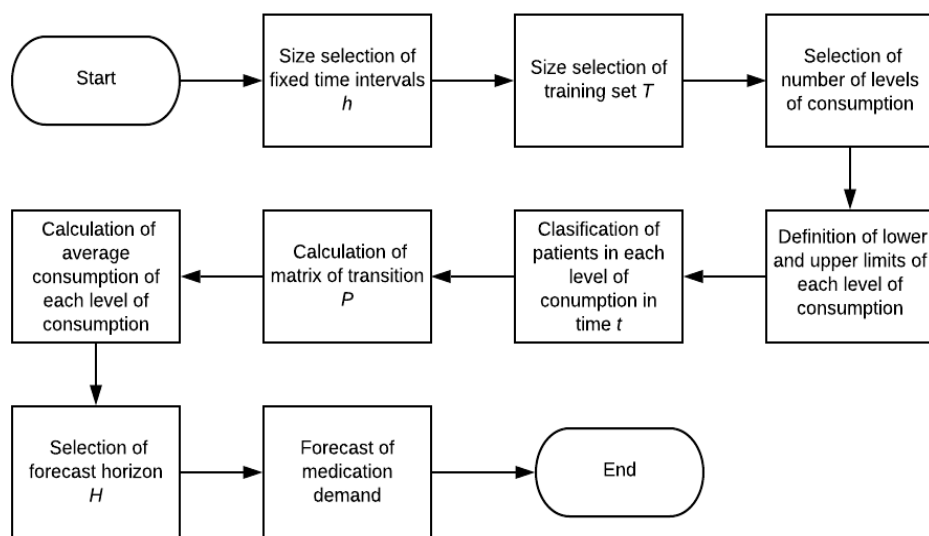 Start
Size selection of
fixed time intervals
h
Size selection of
training set T
Selection of
number of levels
of consumption
Definition of lower
and upper limits of
each level of
consumption
Clasification of
patients in each
level of
conumption in
time t
Calculation of
matrix of transition
P
Calculation of
average
consumption of
each level of
consumption
Selection of
forecast horizon
H
Forecast of
medication
demand
End